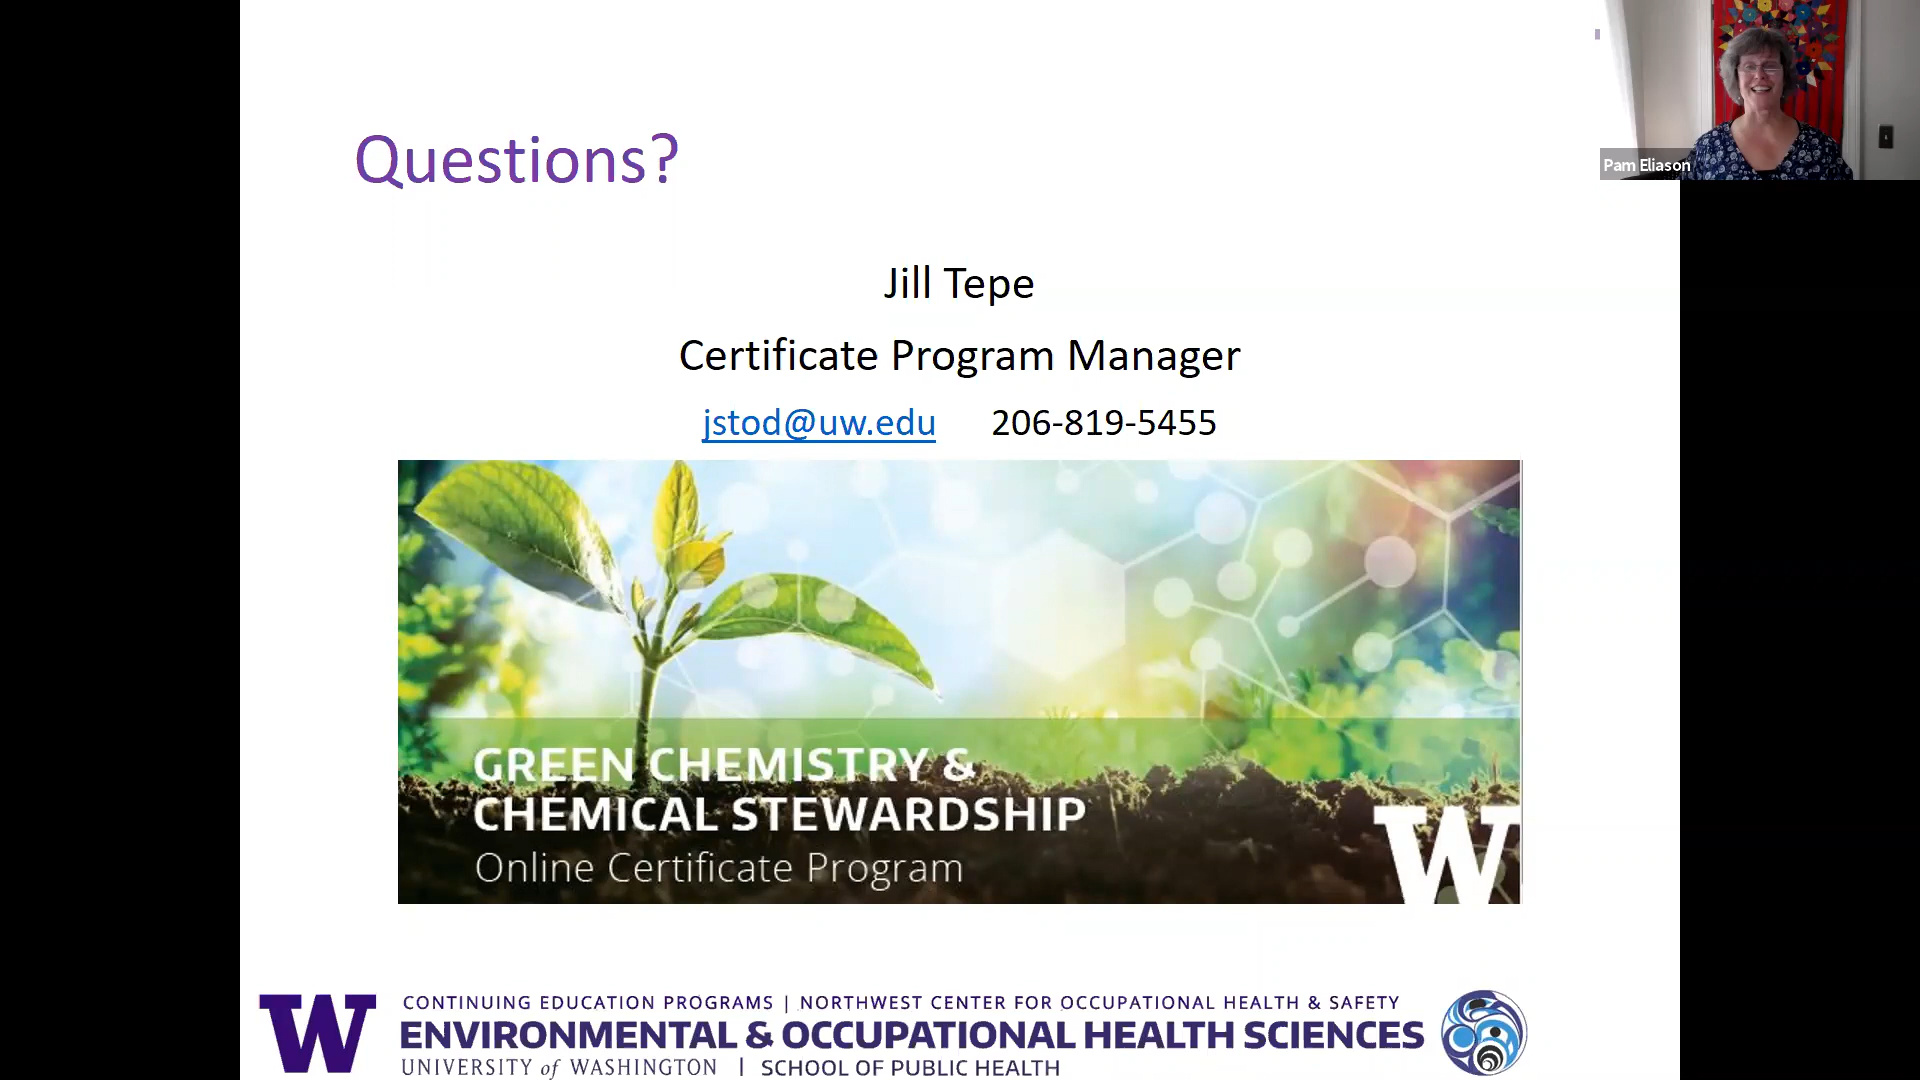 Questions?
Pam Eliason
Jill Tepe
Certificate Program Manager
jstod@uw.edu 206-819-5455
GREEN CHEMISTRY &
CHEMICAL STEWARDSHIP
Online Certificate Program
W
W
CONTINUING EDUCATION PROGRAMS | NORTHWEST CENTER FOR OCCUPATIONAL HEALTH & SAFETY
ENVIRONMENTAL & OCCUPATIONAL HEALTH SCIENCES
UNIVERSITY of WASHINGTON | SCHOOL OF PUBLIC HEALTH